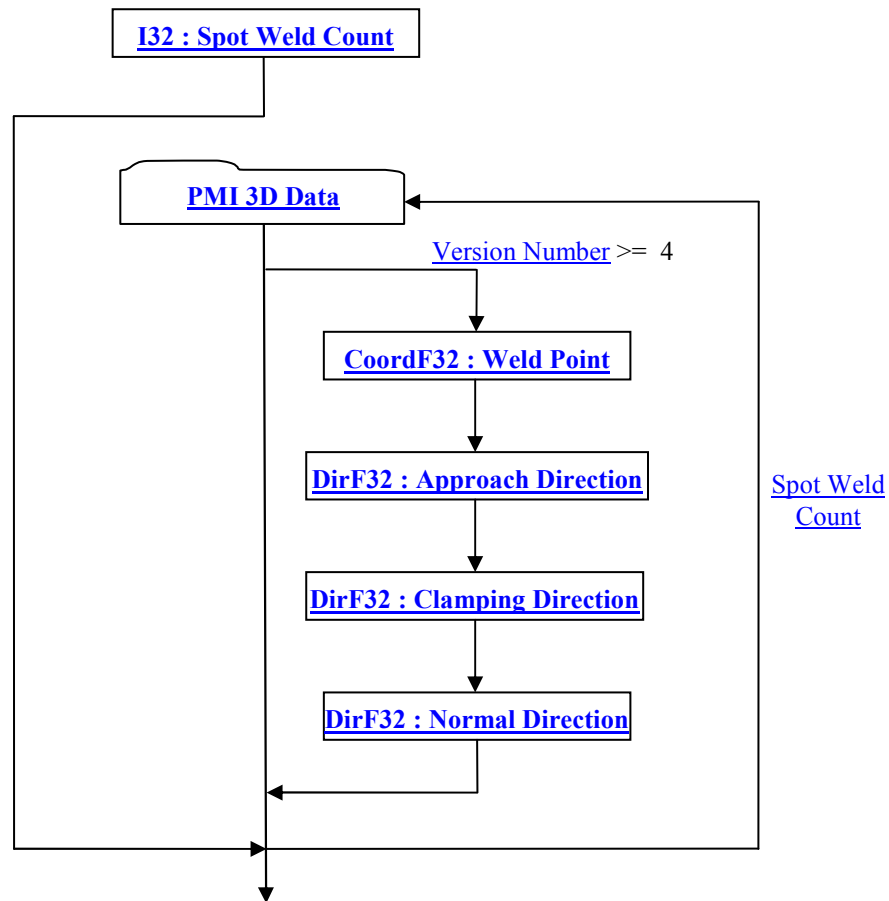 I32 : Spot Weld Count
PMI 3D Data
Version Number >= 4
CoordF32 : Weld Point
DirF32 : Approach Direction
Spot Weld
Count
DirF32 : Clamping Direction
DirF32 : Normal Direction